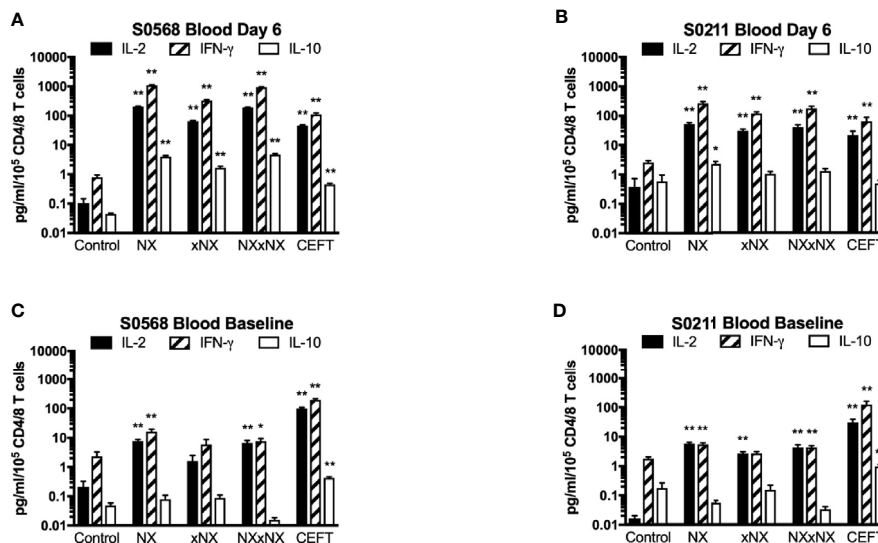 A
S0568 Blood Day 6
IL-2 IFN-γ IL-10
pg/ml/10⁵ CD4/8 T cells
10000
1000
100
10
1
0.1
0.01
** ** ** ** ** ** ** ** ** ** ** **
Control NX xNX NXxNX CEFT
B
S0211 Blood Day 6
IL-2 IFN-γ IL-10
pg/ml/10⁵ CD4/8 T cells
10000
1000
100
10
1
0.1
0.01
** ** * ** ** ** ** ** **
Control NX xNX NXxNX CEFT
C
S0568 Blood Baseline
IL-2 IFN-γ IL-10
pg/ml/10⁵ CD4/8 T cells
10000
1000
100
10
1
0.1
0.01
** ** ** * ** ** **
Control NX xNX NXxNX CEFT
D
S0211 Blood Baseline
IL-2 IFN-γ IL-10
pg/ml/10⁵ CD4/8 T cells
10000
1000
100
10
1
0.1
0.01
** ** ** ** ** ** **
Control NX xNX NXxNX CEFT